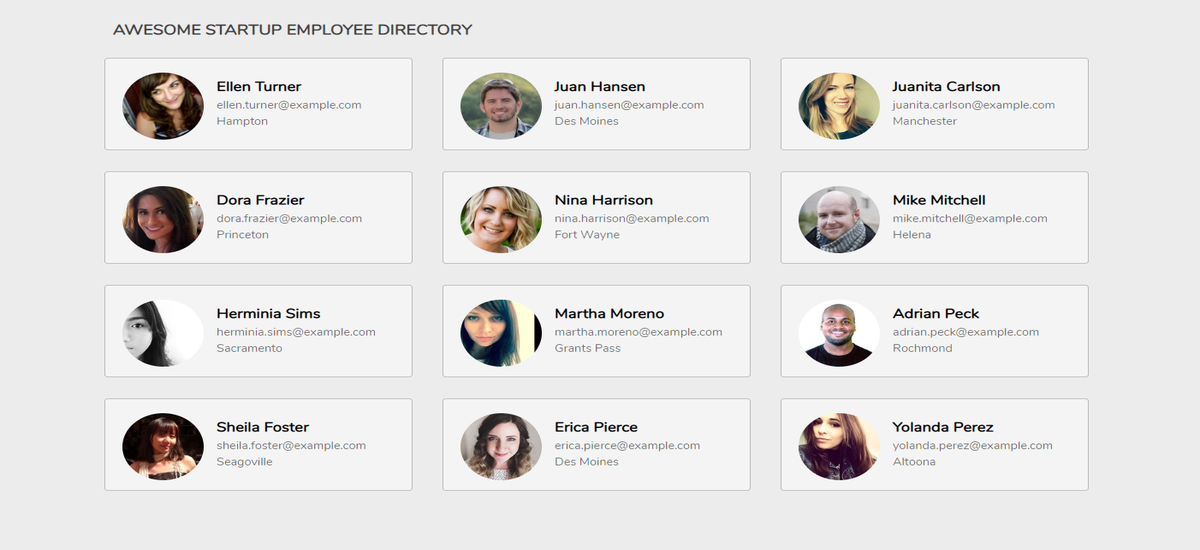 AWESOME STARTUP EMPLOYEE DIRECTORY
Ellen Turner
ellen.turner@example.com
Hampton
Juan Hansen
juan.hansen@example.com
Des Moines
Juanita Carlson
juanita.carlson@example.com
Manchester
Dora Frazier
dora.frazier@example.com
Princeton
Nina Harrison
nina.harrison@example.com
Fort Wayne
Mike Mitchell
mike.mitchell@example.com
Helena
Herminia Sims
herminia.sims@example.com
Sacramento
Martha Moreno
martha.moreno@example.com
Grants Pass
Adrian Peck
adrian.peck@example.com
Rochmond
Sheila Foster
sheila.foster@example.com
Seagoville
Erica Pierce
erica.pierce@example.com
Des Moines
Yolanda Perez
yolanda.perez@example.com
Altoona